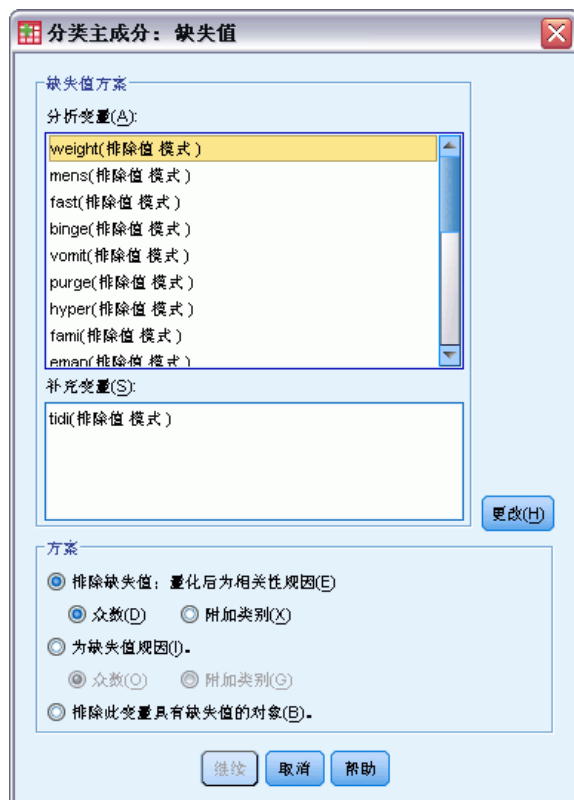 分类主成分：缺失值
缺失值方案
分析变量(A):
weight(排除值 模式 )
mens(排除值 模式 )
fast(排除值 模式 )
binge(排除值 模式 )
vomit(排除值 模式 )
purge(排除值 模式 )
hyper(排除值 模式 )
fami(排除值 模式 )
eman(排除值 模式 )
补充变量(S):
tidi(排除值 模式 )
更改(H)
方案
排除缺失值；量化后为相关性规因(E)
众数(D) 附加类别(X)
为缺失值规因(I)。
众数(O) 附加类别(G)
排除此变量具有缺失值的对象(B)。
继续 取消 帮助